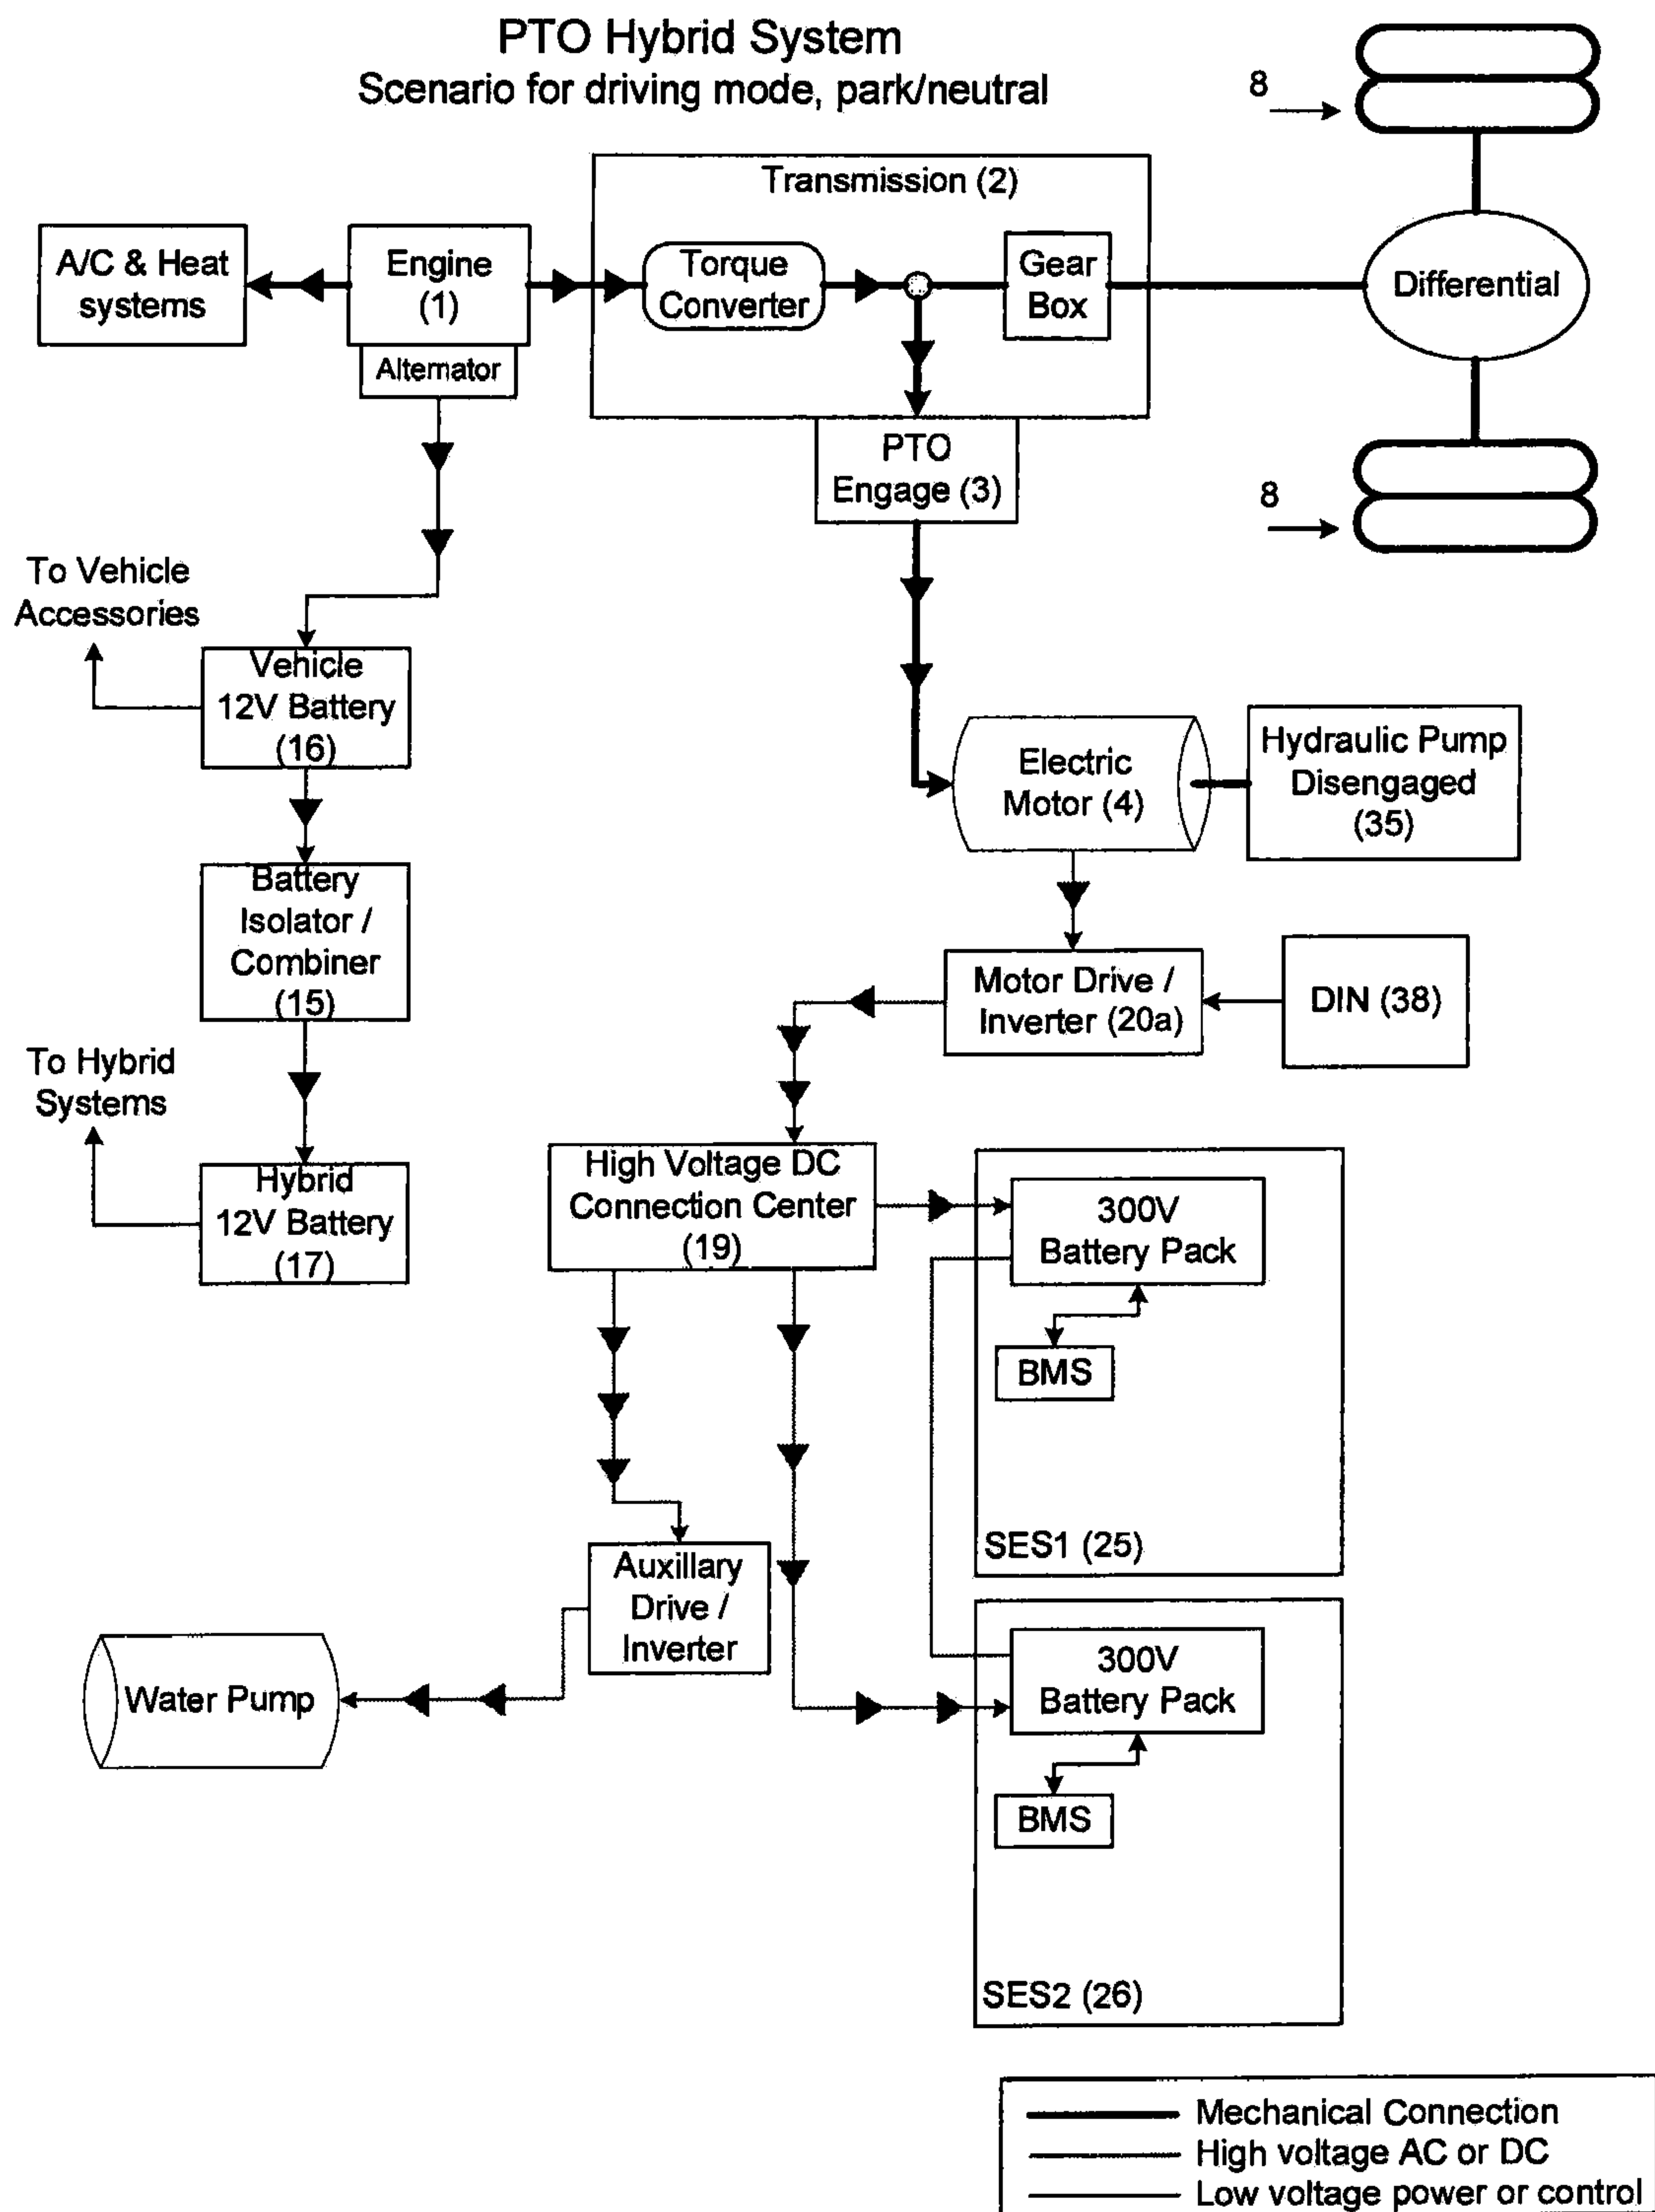 PTO Hybrid System
Scenario for driving mode, park/neutral
8
Transmission (2)
A/C & Heat
systems
Engine
(1)
Torque
Converter
Gear
Box
Differential
Alternator
PTO
Engage (3)
8
To Vehicle
Accessories
Vehicle
12V Battery
(16)
Electric
Motor (4)
Hydraulic Pump
Disengaged
(35)
Battery
Isolator /
Combiner
(15)
Motor Drive /
Inverter (20a)
DIN (38)
To Hybrid
Systems
Hybrid
12V Battery
(17)
High Voltage DC
Connection Center
(19)
300V
Battery Pack
BMS
SES1 (25)
Auxillary
Drive /
Inverter
Water Pump
300V
Battery Pack
BMS
SES2 (26)
Mechanical Connection
High voltage AC or DC
Low voltage power or control